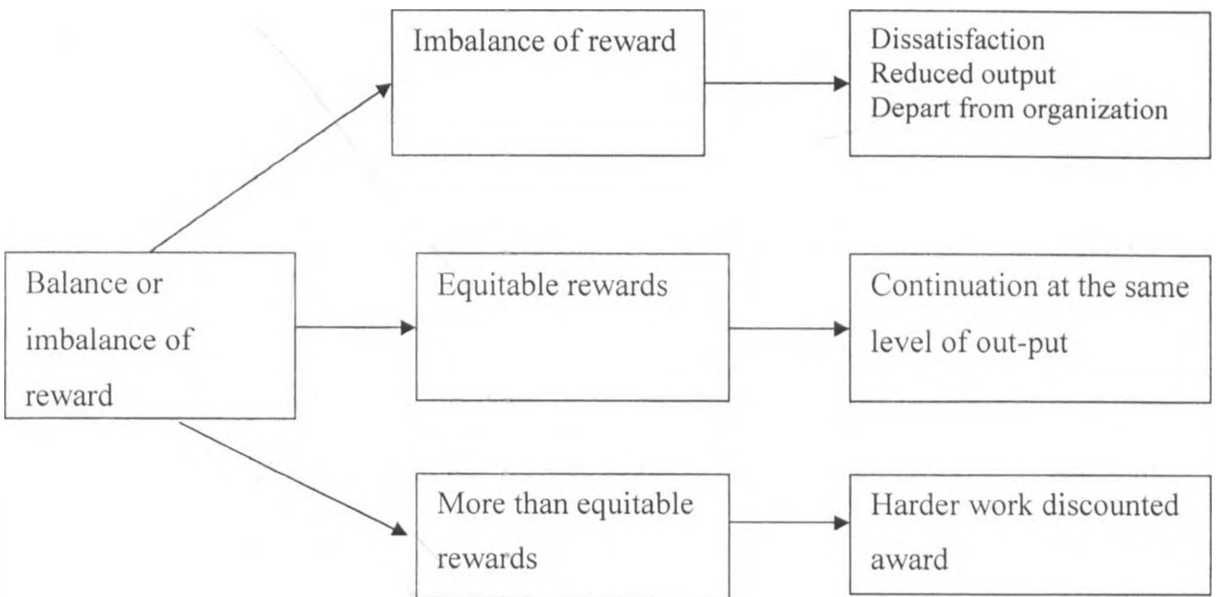 Imbalance of reward
Dissatisfaction
Reduced output
Depart from organization
Balance or
imbalance of
reward
Equitable rewards
Continuation at the same
level of out-put
More than equitable
rewards
Harder work discounted
award